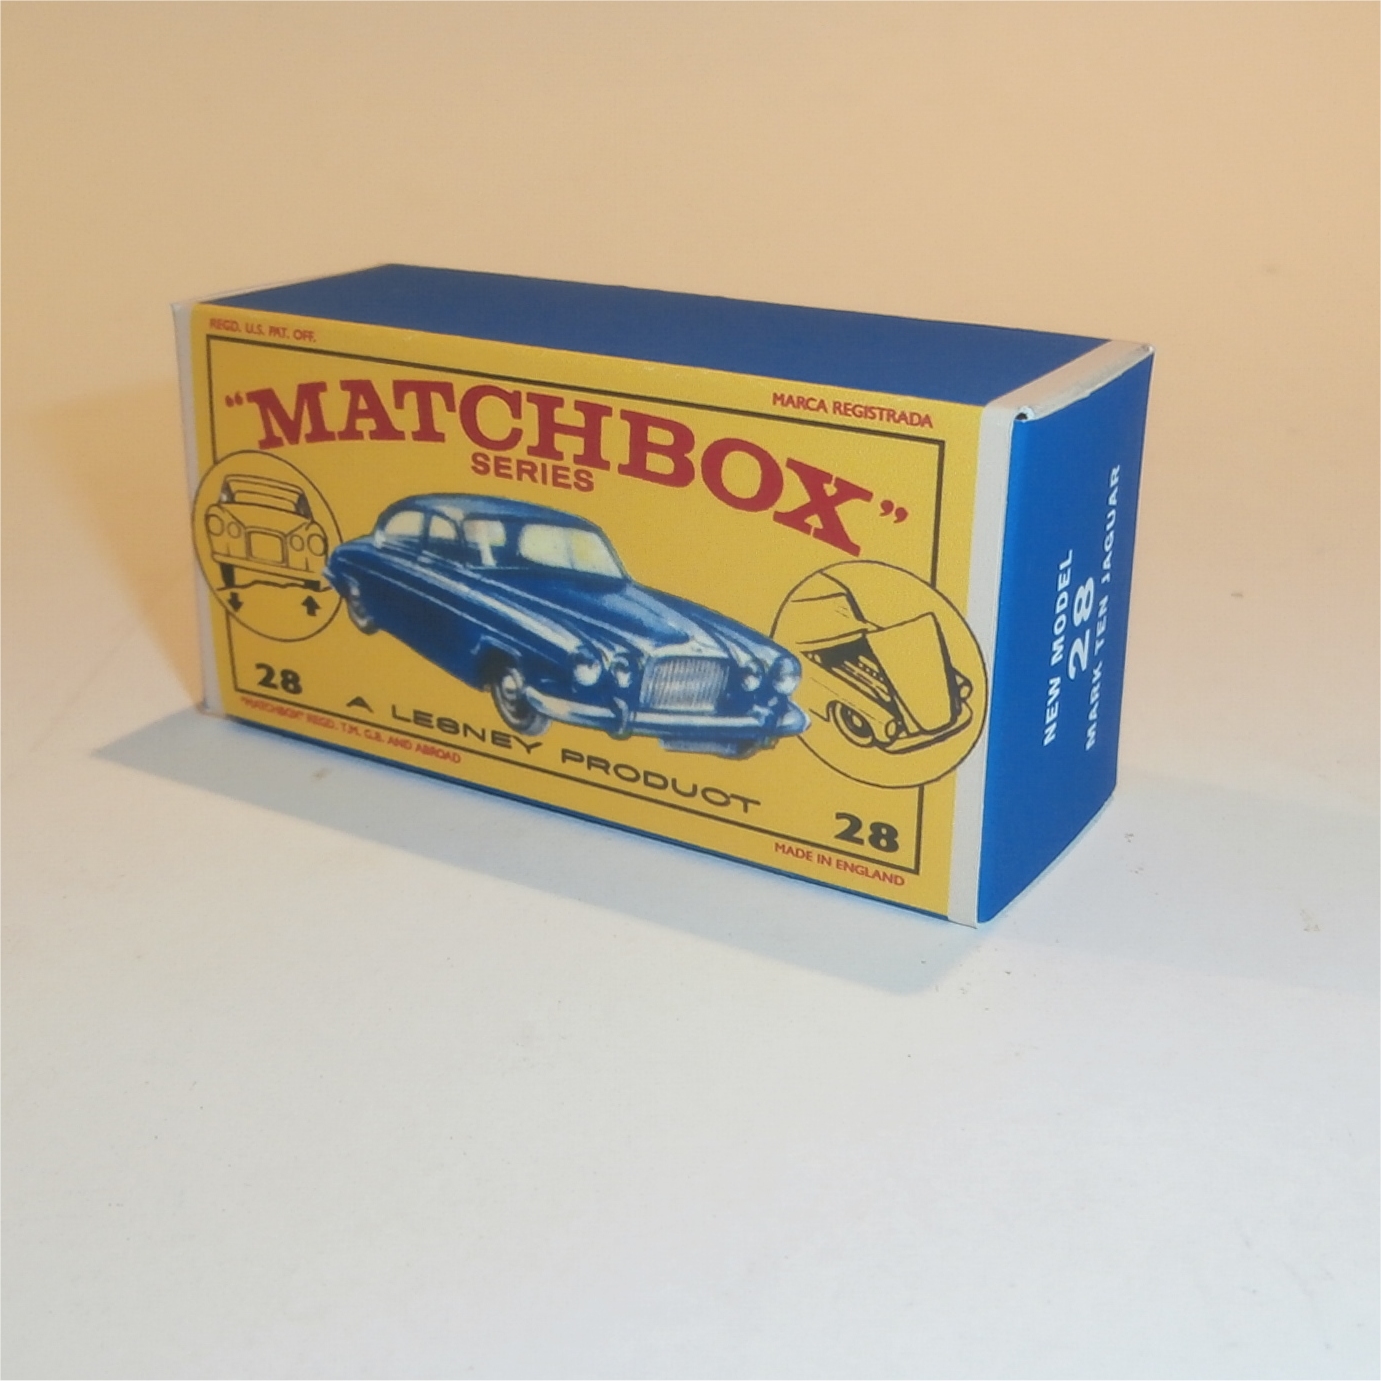 REGD. U.S. PAT. OFF.
MARCA REGISTRADA
“MATCHBOX”
SERIES
28
A LESNEY PRODUCT
28
"MATCHBOX" REGD. T.M. G.B. AND ABROAD
MADE IN ENGLAND
NEW MODEL
28
MARK TEN JAGUAR